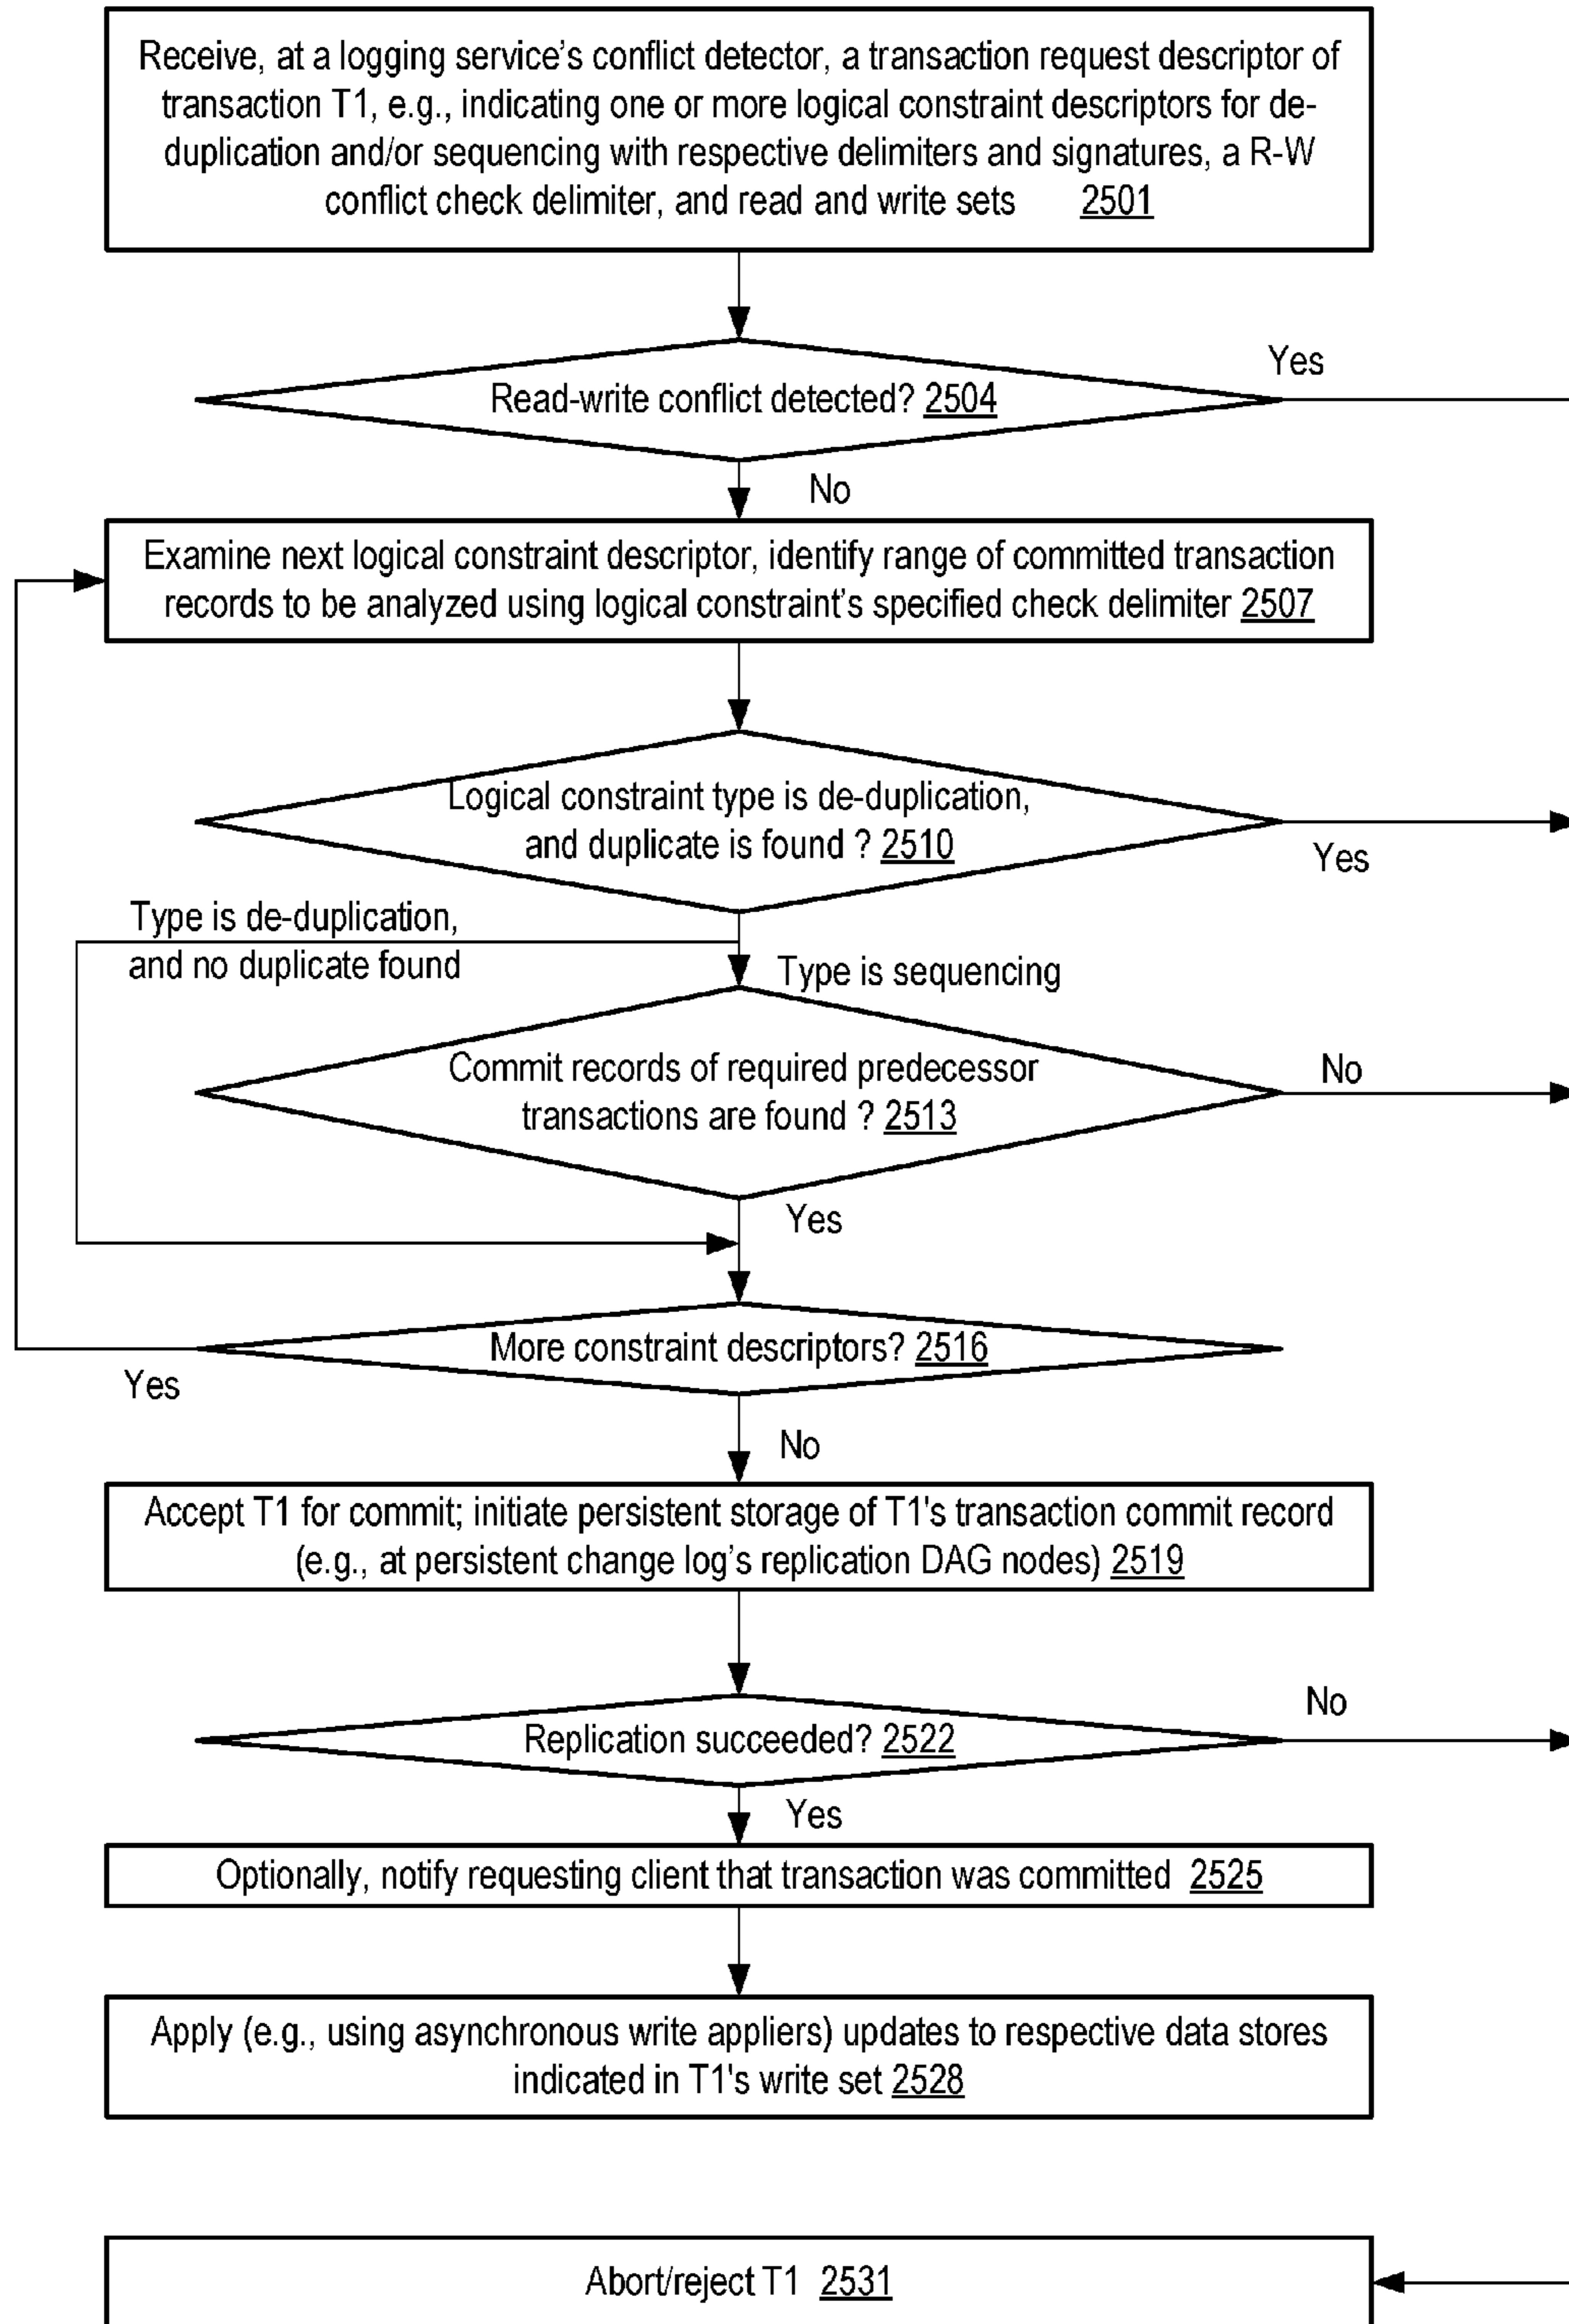 Receive, at a logging service's conflict detector, a transaction request descriptor of
transaction T1, e.g., indicating one or more logical constraint descriptors for de-
duplication and/or sequencing with respective delimiters and signatures, a R-W
conflict check delimiter, and read and write sets 2501
Yes
Read-write conflict detected? 2504
No
Examine next logical constraint descriptor, identify range of committed transaction
records to be analyzed using logical constraint's specified check delimiter 2507
Logical constraint type is de-duplication,
and duplicate is found ? 2510
Yes
Type is de-duplication,
and no duplicate found
Type is sequencing
Commit records of required predecessor
transactions are found ? 2513
No
Yes
More constraint descriptors? 2516
Yes
No
Accept T1 for commit; initiate persistent storage of T1's transaction commit record
(e.g., at persistent change log's replication DAG nodes) 2519
No
Replication succeeded? 2522
Yes
Optionally, notify requesting client that transaction was committed 2525
Apply (e.g., using asynchronous write appliers) updates to respective data stores
indicated in T1's write set 2528
Abort/reject T1 2531